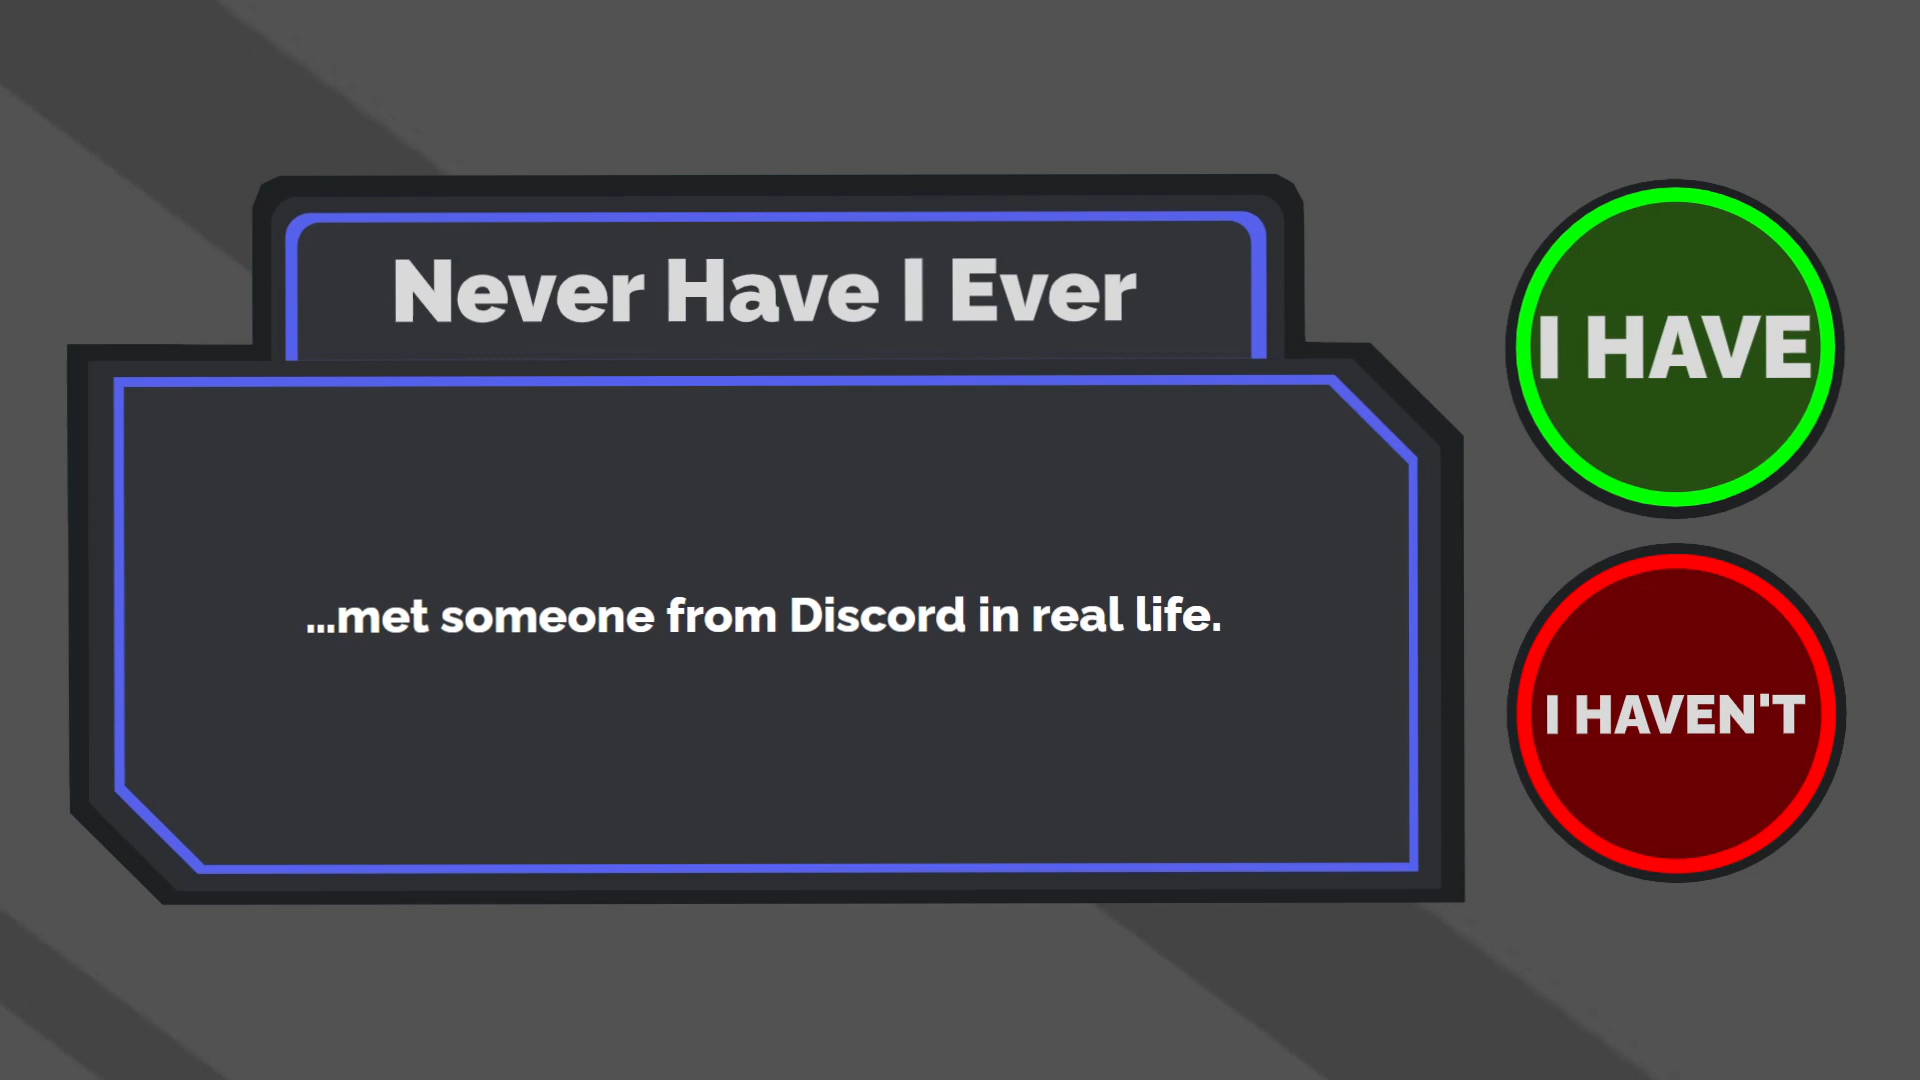 Never Have I Ever
...met someone from Discord in real life.
I HAVE
I HAVEN'T